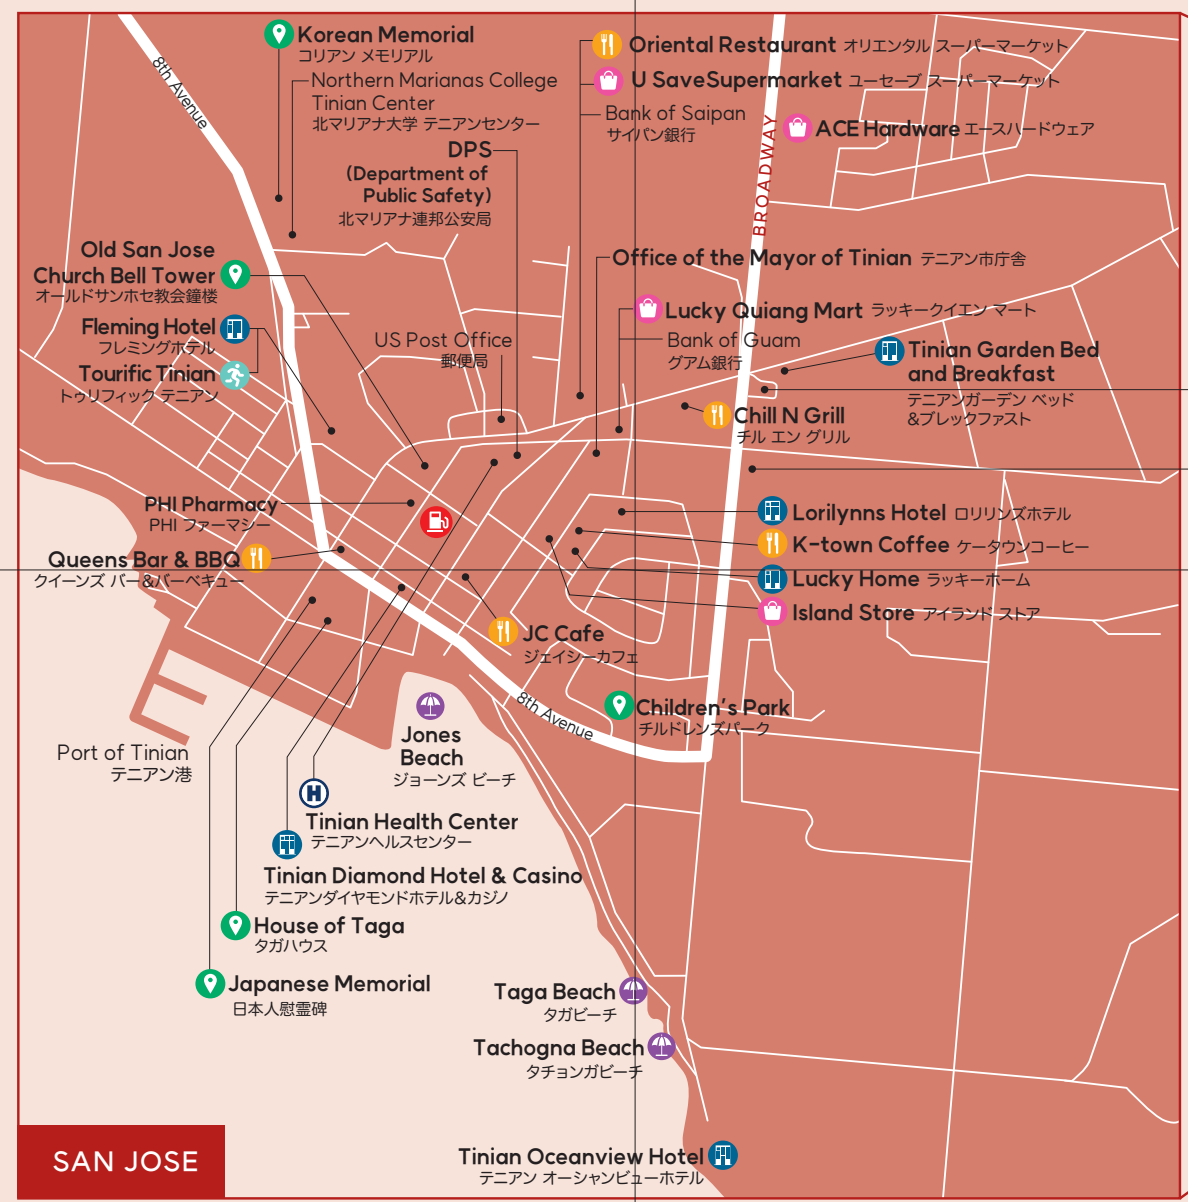 Korean Memorial
コリアン メモリアル
Northern Marianas College
Tinian Center
北マリアナ大学 テニアンセンター
8th Avenue
DPS
(Department of
Public Safety)
北マリアナ連邦公安局
Oriental Restaurant オリエンタル スーパーマーケット
U SaveSupermarket ユーセーブ スーパーマーケット
Bank of Saipan
サイパン銀行
ACE Hardware エースハードウェア
BROADWAY
Old San Jose
Church Bell Tower
オールドサンホセ教会鐘楼
Fleming Hotel
フレミングホテル
Tourific Tinian
トゥリフィック テニアン
US Post Office
郵便局
Office of the Mayor of Tinian テニアン市庁舎
Lucky Quiang Mart ラッキークイエン マート
Bank of Guam
グアム銀行
Tinian Garden Bed
and Breakfast
テニアンガーデン ベッド
&ブレックファスト
Chill N Grill
チル エン グリル
PHI Pharmacy
PHI ファーマシー
Queens Bar & BBQ
クイーンズ バー&バーベキュー
Lorilynns Hotel ロリリンズホテル
K-town Coffee ケータウンコーヒー
Lucky Home ラッキーホーム
Island Store アイランド ストア
JC Cafe
ジェイシーカフェ
8th Avenue
Children's Park
チルドレンズパーク
Jones
Beach
ジョーンズ ビーチ
Port of Tinian
テニアン港
H
Tinian Health Center
テニアンヘルスセンター
Tinian Diamond Hotel & Casino
テニアンダイヤモンドホテル&カジノ
House of Taga
タガハウス
Japanese Memorial
日本人慰霊碑
Taga Beach
タガビーチ
Tachogna Beach
タチョンガビーチ
Tinian Oceanview Hotel
テニアン オーシャンビューホテル
SAN JOSE